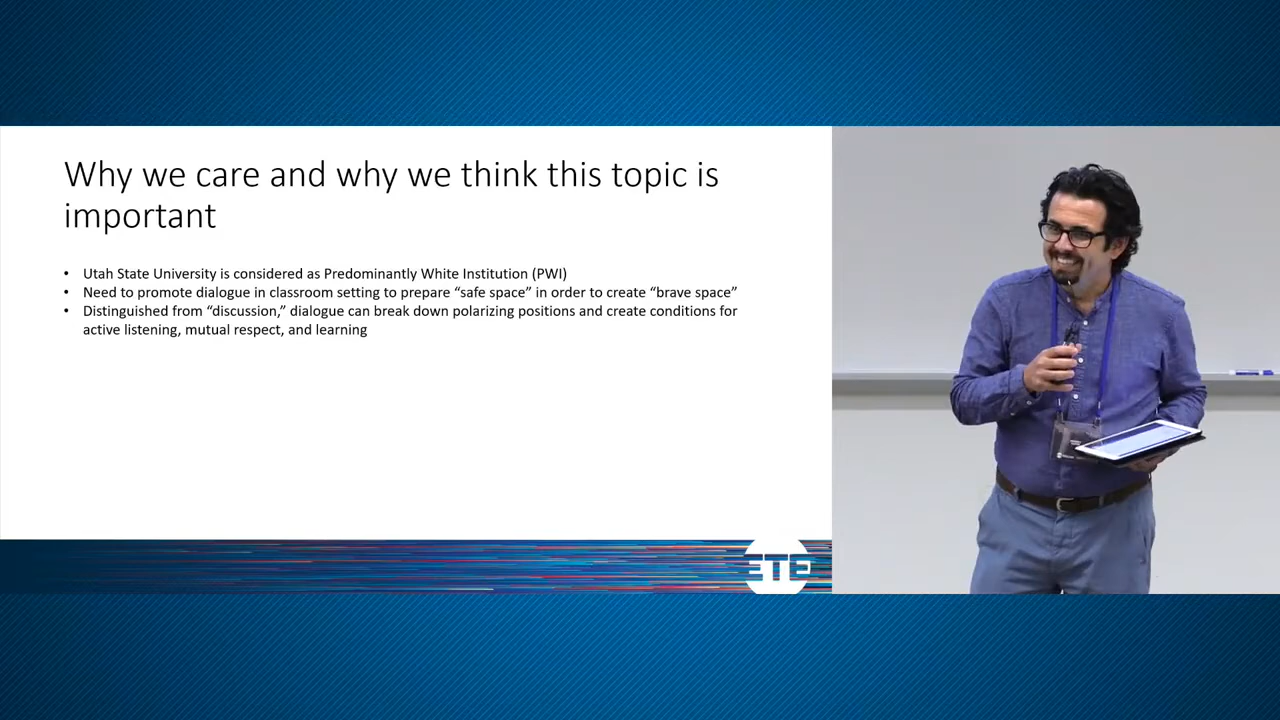 Why we care and why we think this topic is
important
• Utah State University is considered as Predominantly White Institution (PWI)
• Need to promote dialogue in classroom setting to prepare “safe space” in order to create “brave space”
• Distinguished from “discussion,” dialogue can break down polarizing positions and create conditions for
active listening, mutual respect, and learning
ETE